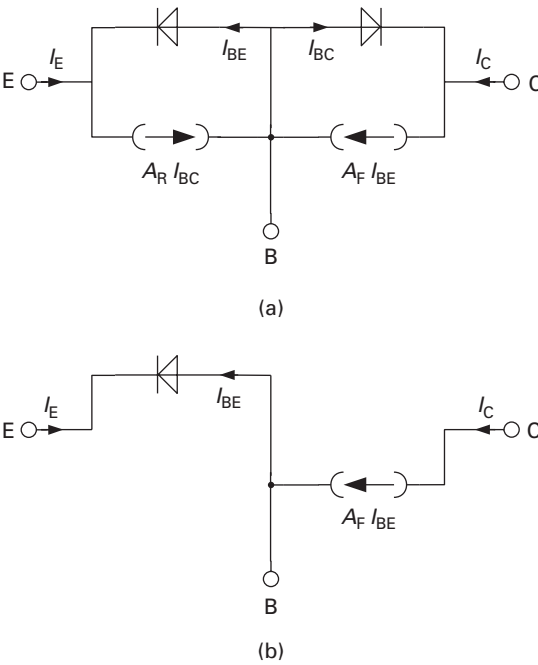 I_E I_BE I_BC I_C
E C
A_R I_BC A_F I_BE
B
(a)
I_E I_BE I_C
E C
A_F I_BE
B
(b)